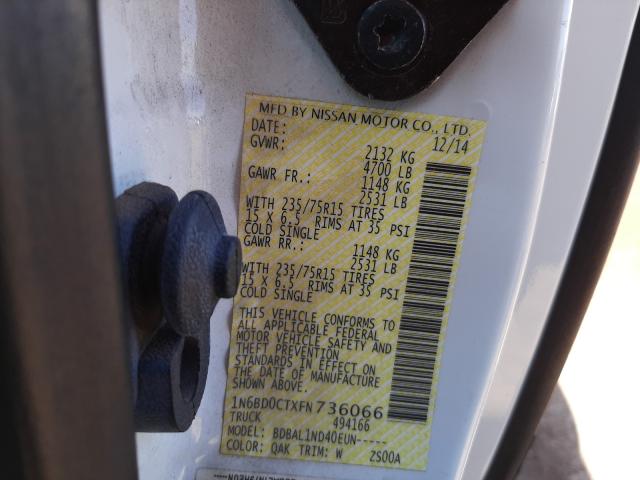 MFD BY NISSAN MOTOR CO., LTD.
DATE: 12/14
GVWR: 2132 KG
4700 LB
GAWR FR.: 1148 KG
2531 LB
WITH 235/75R15 TIRES
15 X 6.5 RIMS AT 35 PSI
COLD SINGLE
GAWR RR.: 1148 KG
2531 LB
WITH 235/75R15 TIRES
15 X 6.5 RIMS AT 35 PSI
COLD SINGLE
THIS VEHICLE CONFORMS TO
ALL APPLICABLE FEDERAL
MOTOR VEHICLE SAFETY AND
THEFT PREVENTION
STANDARDS IN EFFECT ON
THE DATE OF MANUFACTURE
SHOWN ABOVE.
1N6BD0CTXFN736066
TRUCK 494166
MODEL: BDBAL1ND40EUN-----
COLOR: QAK TRIM: W 2S00A